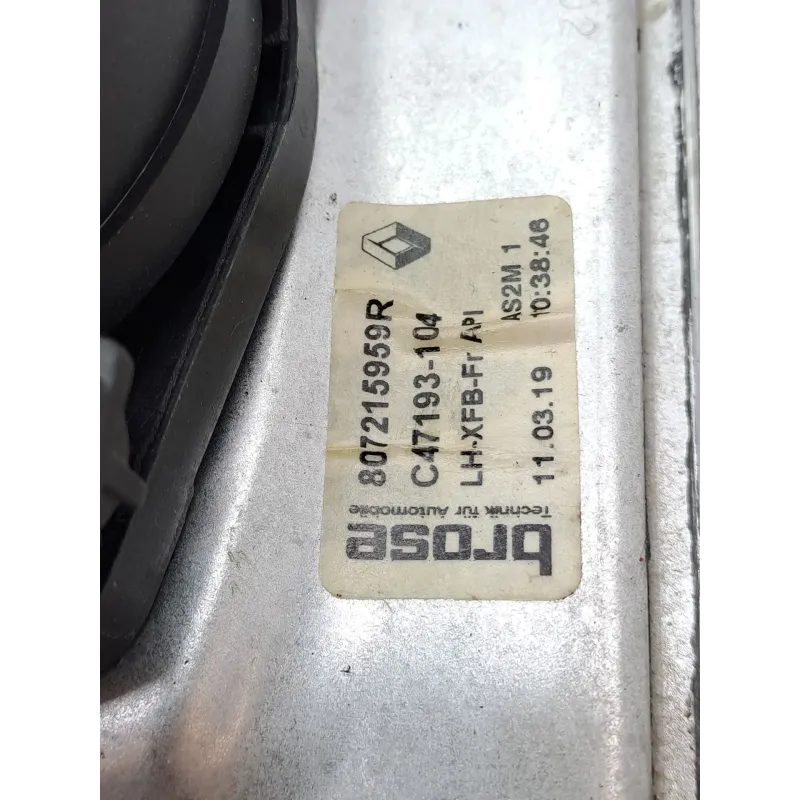 807215959R
C47193-104
LH-XFB-Fr API
AS2M 1
11.03.19 10:38:46
brose
Technik für Automobile